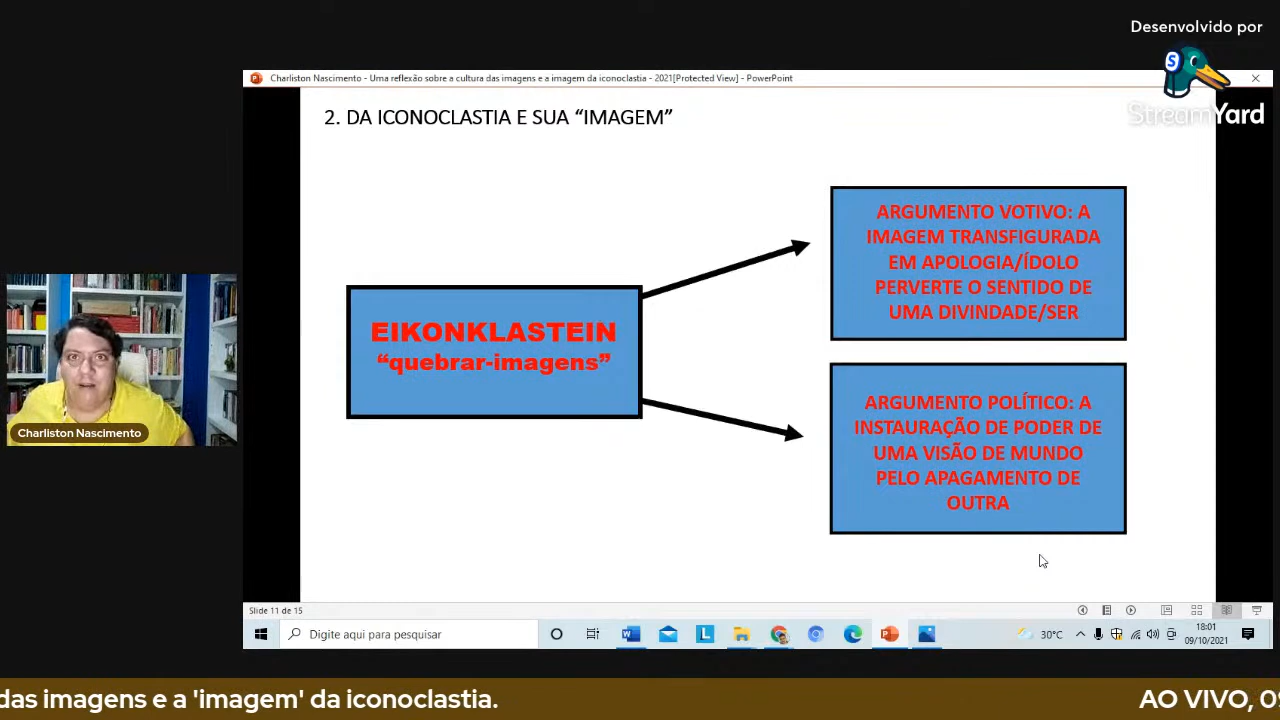 Desenvolvido por
StreamYard
Charliston Nascimento - Uma reflexão sobre a cultura das imagens e a imagem da iconoclastia - 2021[Protected View] - PowerPoint
2. DA ICONOCLASTIA E SUA “IMAGEM”
EIKONKLASTEIN
“quebrar-imagens”
ARGUMENTO VOTIVO: A
IMAGEM TRANSFIGURADA
EM APOLOGIA/ÍDOLO
PERVERTE O SENTIDO DE
UMA DIVINDADE/SER
ARGUMENTO POLÍTICO: A
INSTAURAÇÃO DE PODER DE
UMA VISÃO DE MUNDO
PELO APAGAMENTO DE
OUTRA
Charliston Nascimento
Slide 11 de 15
Digite aqui para pesquisar
30°C
18:01
09/10/2021
das imagens e a 'imagem' da iconoclastia.
AO VIVO, 09